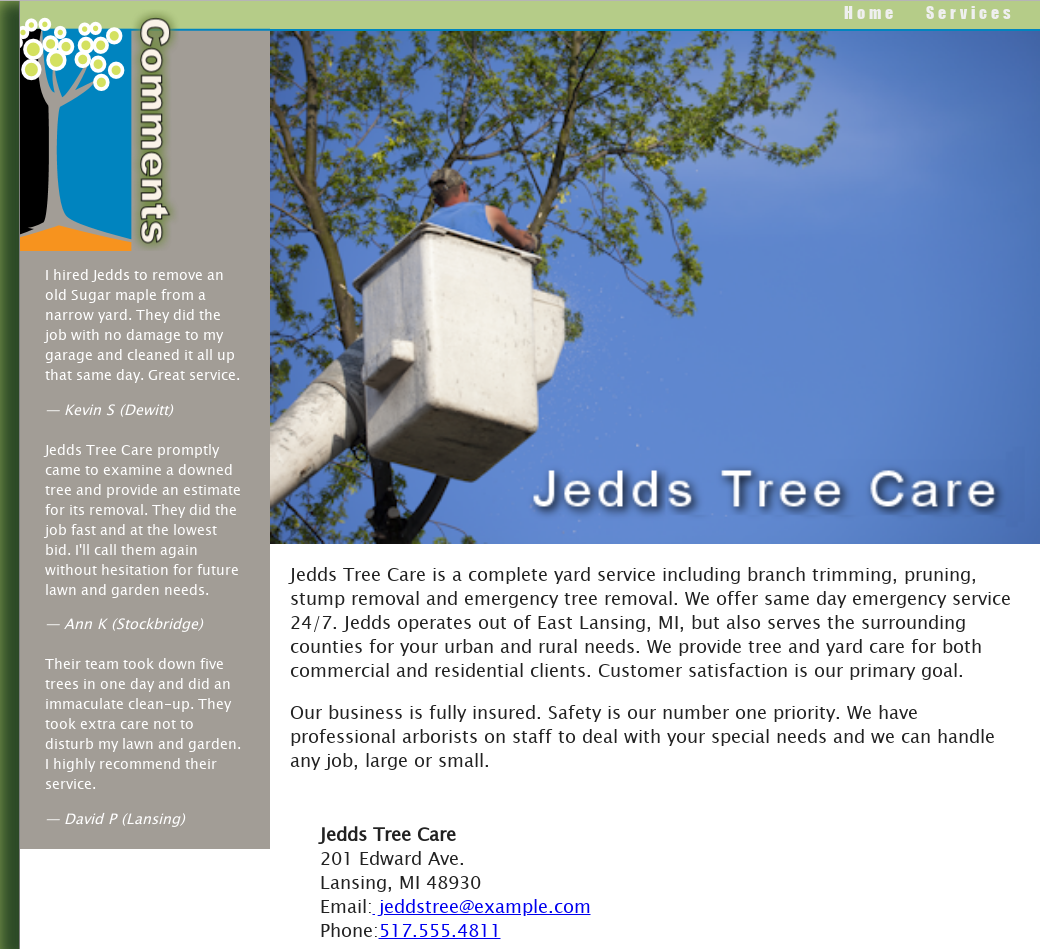 Home Services
Comments
I hired Jedds to remove an
old Sugar maple from a
narrow yard. They did the
job with no damage to my
garage and cleaned it all up
that same day. Great service.
— Kevin S (Dewitt)
Jedds Tree Care promptly
came to examine a downed
tree and provide an estimate
for its removal. They did the
job fast and at the lowest
bid. I'll call them again
without hesitation for future
lawn and garden needs.
— Ann K (Stockbridge)
Their team took down five
trees in one day and did an
immaculate clean-up. They
took extra care not to
disturb my lawn and garden.
I highly recommend their
service.
— David P (Lansing)
Jedds Tree Care
Jedds Tree Care is a complete yard service including branch trimming, pruning,
stump removal and emergency tree removal. We offer same day emergency service
24/7. Jedds operates out of East Lansing, MI, but also serves the surrounding
counties for your urban and rural needs. We provide tree and yard care for both
commercial and residential clients. Customer satisfaction is our primary goal.
Our business is fully insured. Safety is our number one priority. We have
professional arborists on staff to deal with your special needs and we can handle
any job, large or small.
Jedds Tree Care
201 Edward Ave.
Lansing, MI 48930
Email: jeddstree@example.com
Phone:517.555.4811